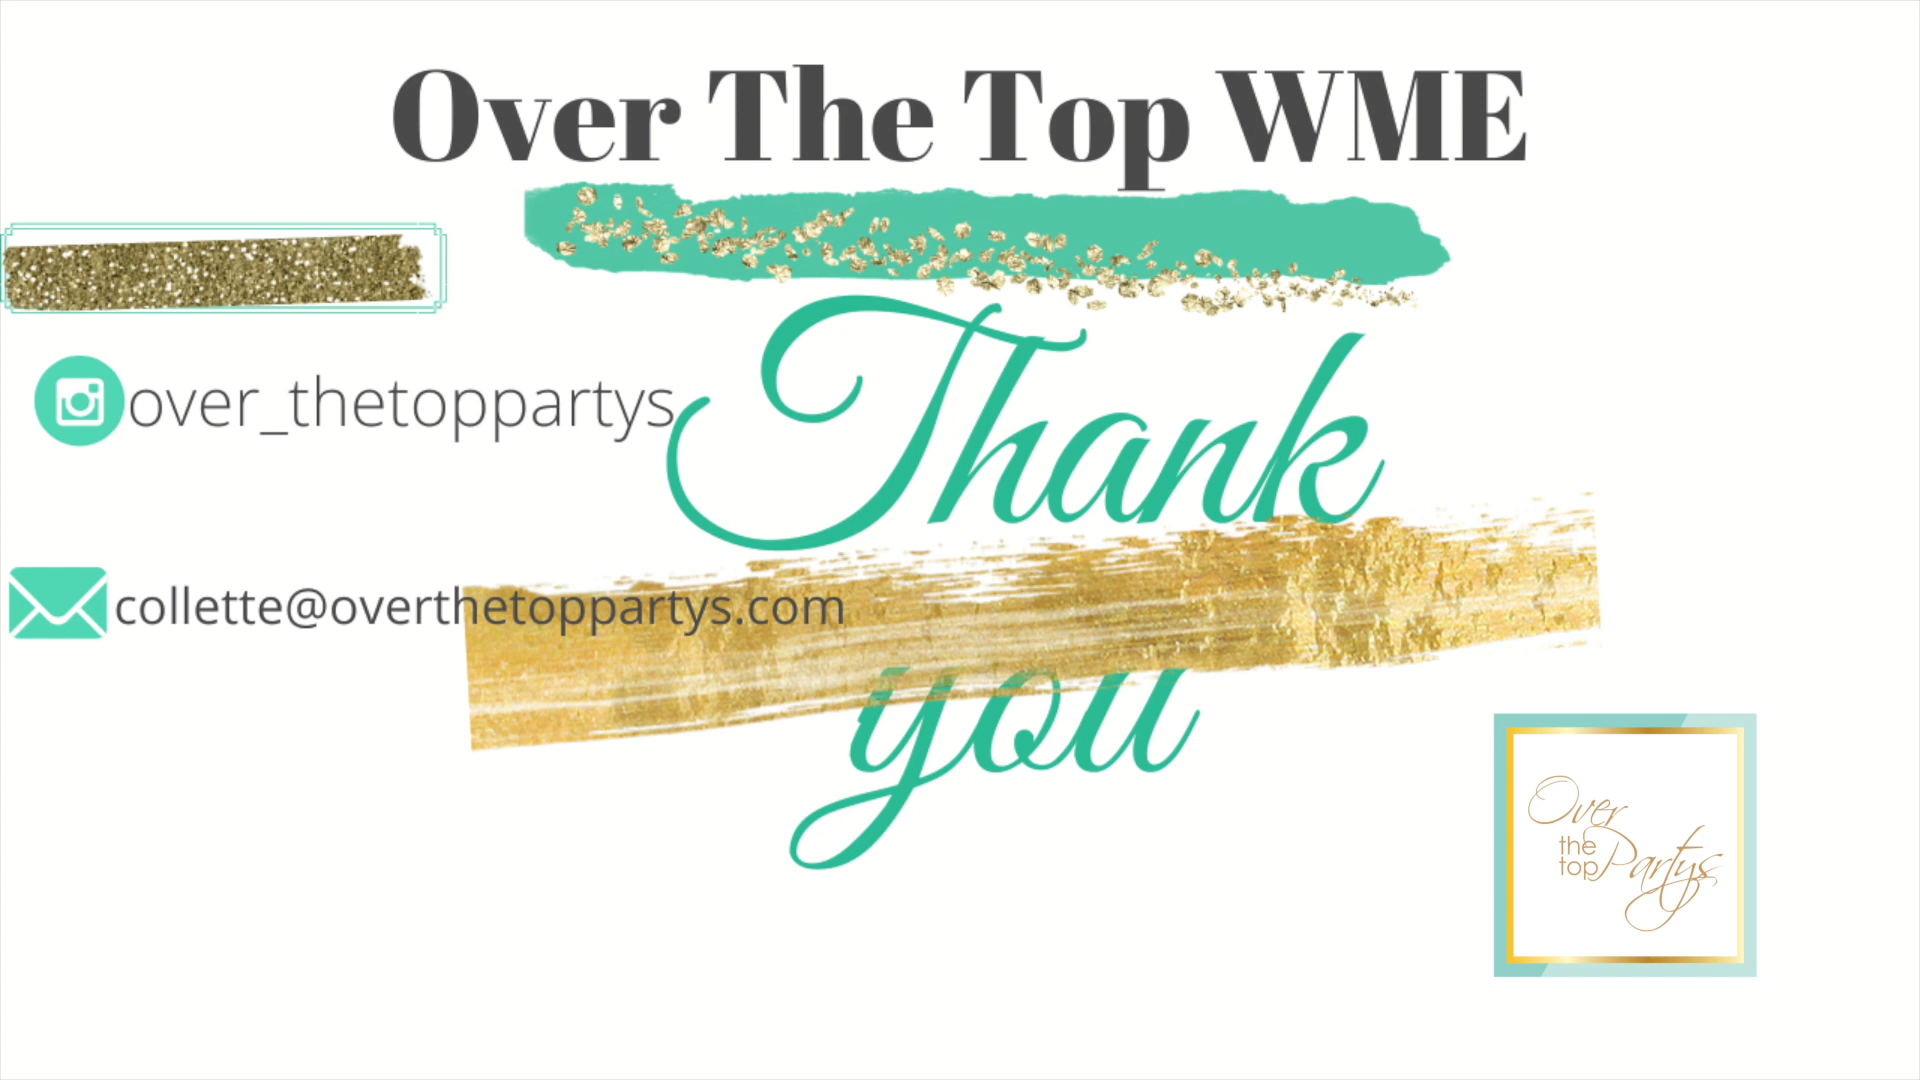 Over The Top WME
over_thetoppartys
Thank
collette@overthetoppartys.com
you
Over
the
top Partys